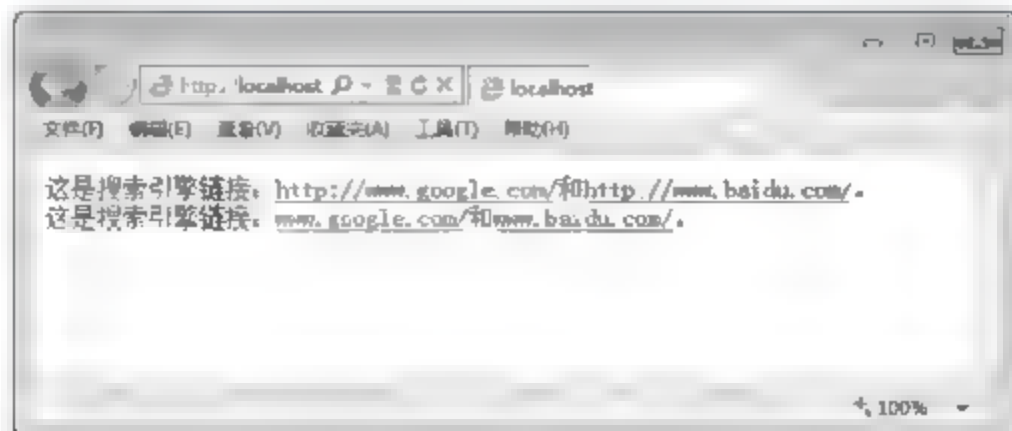 http: localhost
localhost
文件(F) 编辑(E) 查看(V) 收藏夹(A) 工具(T) 帮助(H)
这是搜索引擎链接：http://www.google.com/和http://www.baidu.com/。
这是搜索引擎链接：www.google.com/和www.baidu.com/。
100%